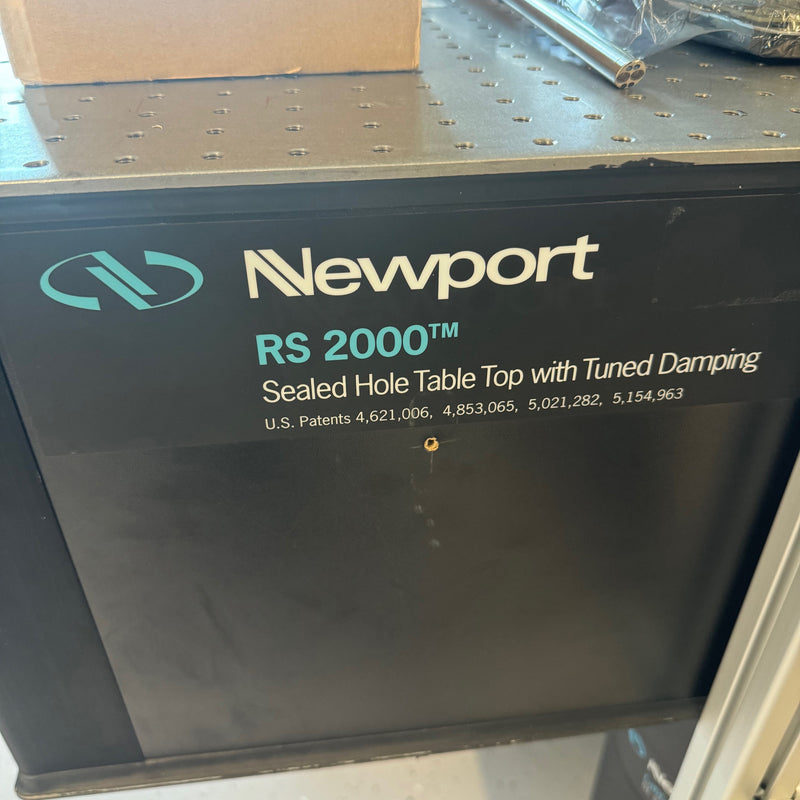 Newport
RS 2000™
Sealed Hole Table Top with Tuned Damping
U.S. Patents 4,621,006, 4,853,065, 5,021,282, 5,154,963